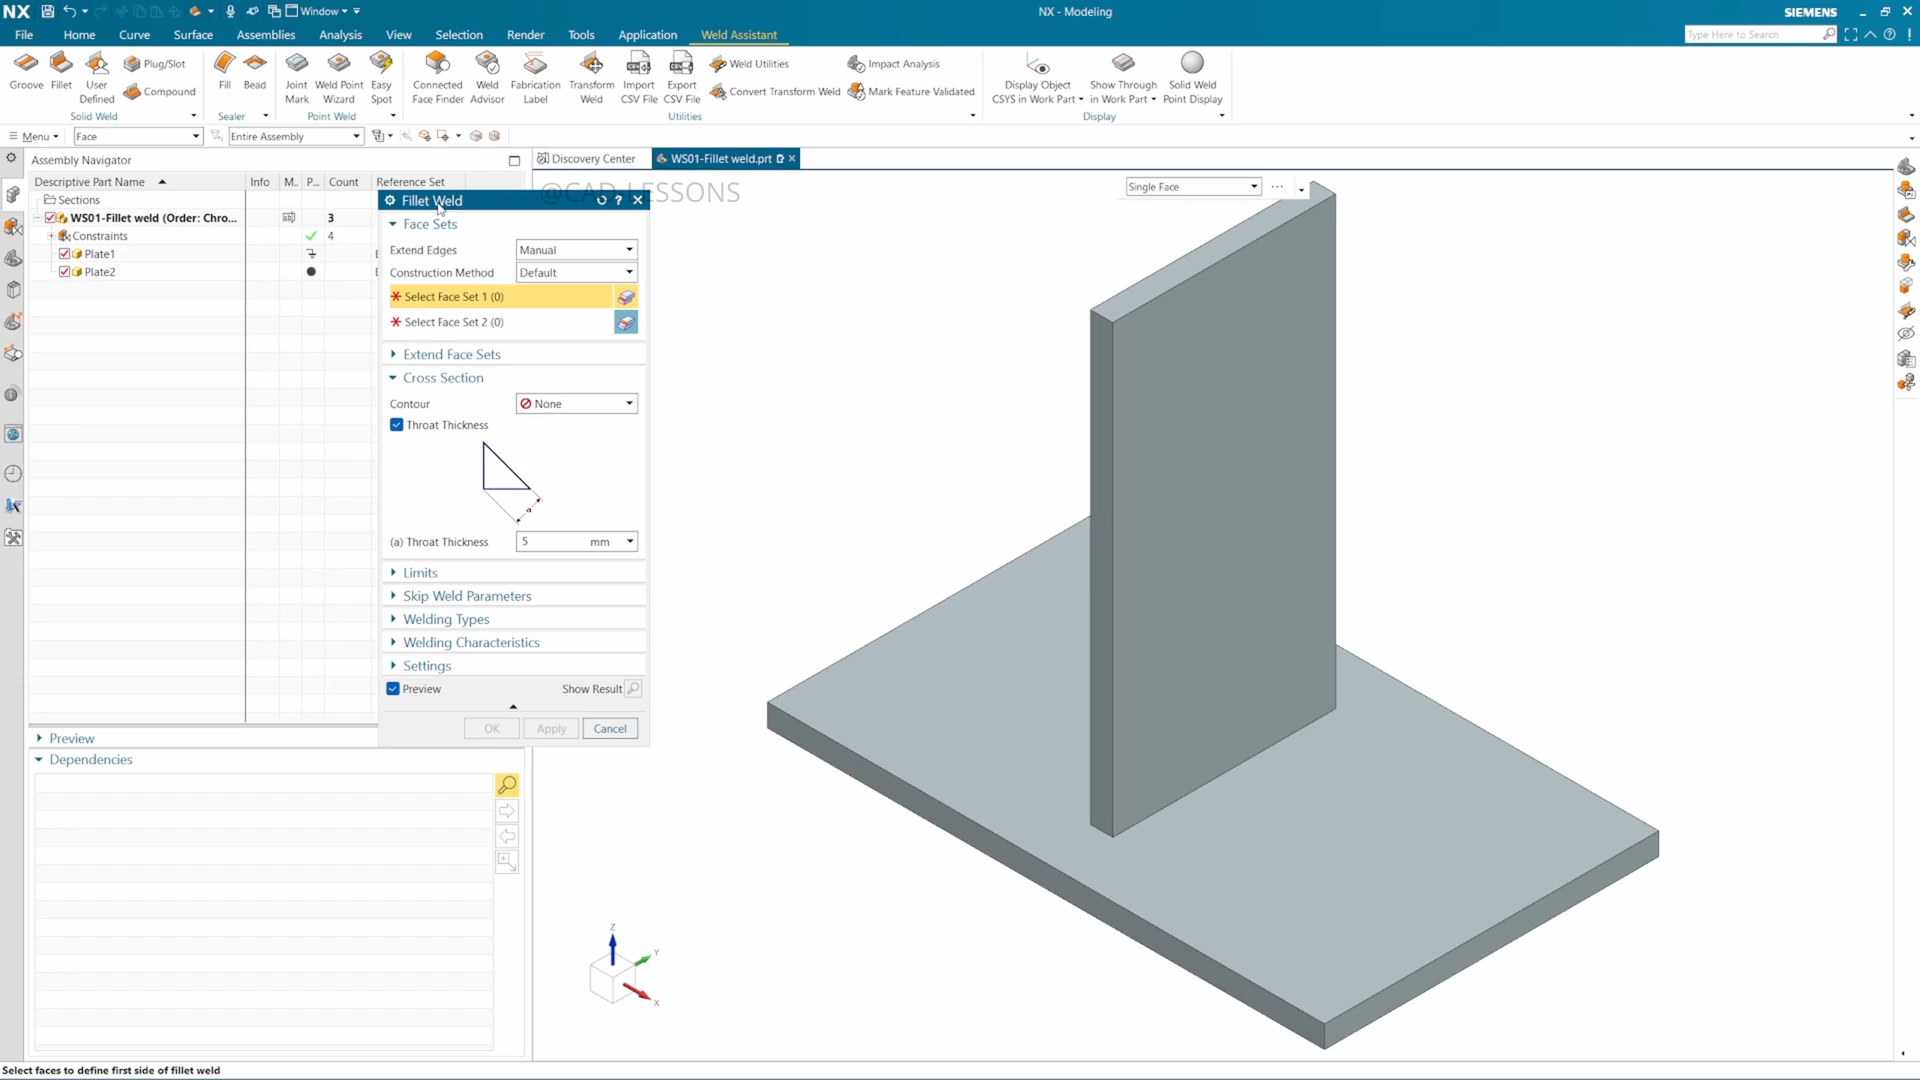 NX
Window
NX - Modeling
SIEMENS
File
Home
Curve
Surface
Assemblies
Analysis
View
Selection
Render
Tools
Application
Weld Assistant
Type Here to Search
Groove
Fillet
User
Defined
Plug/Slot
Compound
Solid Weld
Fill
Bead
Sealer
Joint
Mark
Weld Point
Wizard
Easy
Spot
Point Weld
Connected
Face Finder
Weld
Advisor
Fabrication
Label
Transform
Weld
Import
CSV File
Export
CSV File
Weld Utilities
Convert Transform Weld
Impact Analysis
Mark Feature Validated
Utilities
Display Object
CSYS in Work Part
Show Through
in Work Part
Solid Weld
Point Display
Display
Menu
Face
Entire Assembly
Assembly Navigator
Discovery Center
WS01-Fillet weld.prt
Descriptive Part Name
Info
M..
P...
Count
Reference Set
@CAD LESSONS
Single Face
Sections
WS01-Fillet weld (Order: Chro...
3
Constraints
4
Plate1
Plate2
Fillet Weld
Face Sets
Extend Edges
Manual
Construction Method
Default
* Select Face Set 1 (0)
* Select Face Set 2 (0)
Extend Face Sets
Cross Section
Contour
None
Throat Thickness
a
(a) Throat Thickness
5
mm
Limits
Skip Weld Parameters
Welding Types
Welding Characteristics
Settings
Preview
Show Result
OK
Apply
Cancel
Preview
Dependencies
Z
Y
X
Select faces to define first side of fillet weld